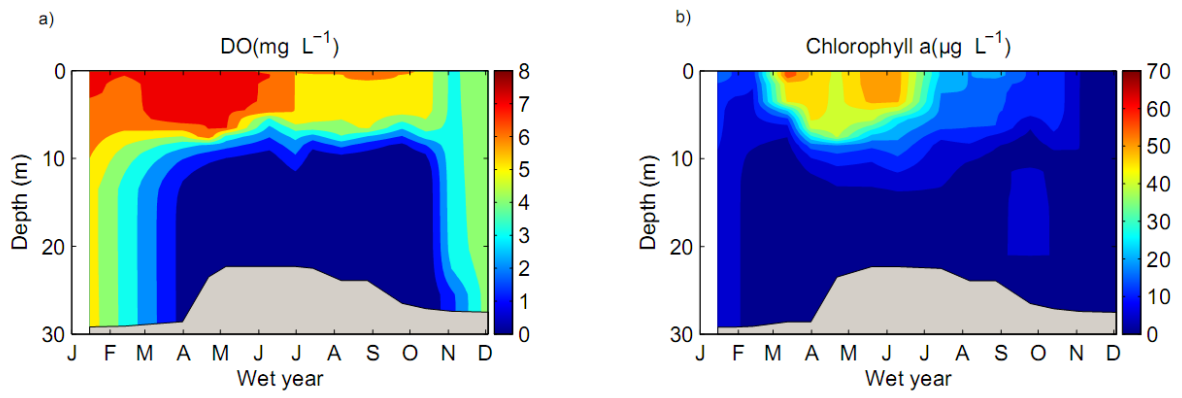 a)
DO(mg L⁻¹)
0
10
20
30
Depth (m)
J F M A M J J A S O N D
Wet year
8
7
6
5
4
3
2
1
0
b)
Chlorophyll a(µg L⁻¹)
0
10
20
30
Depth (m)
J F M A M J J A S O N D
Wet year
70
60
50
40
30
20
10
0